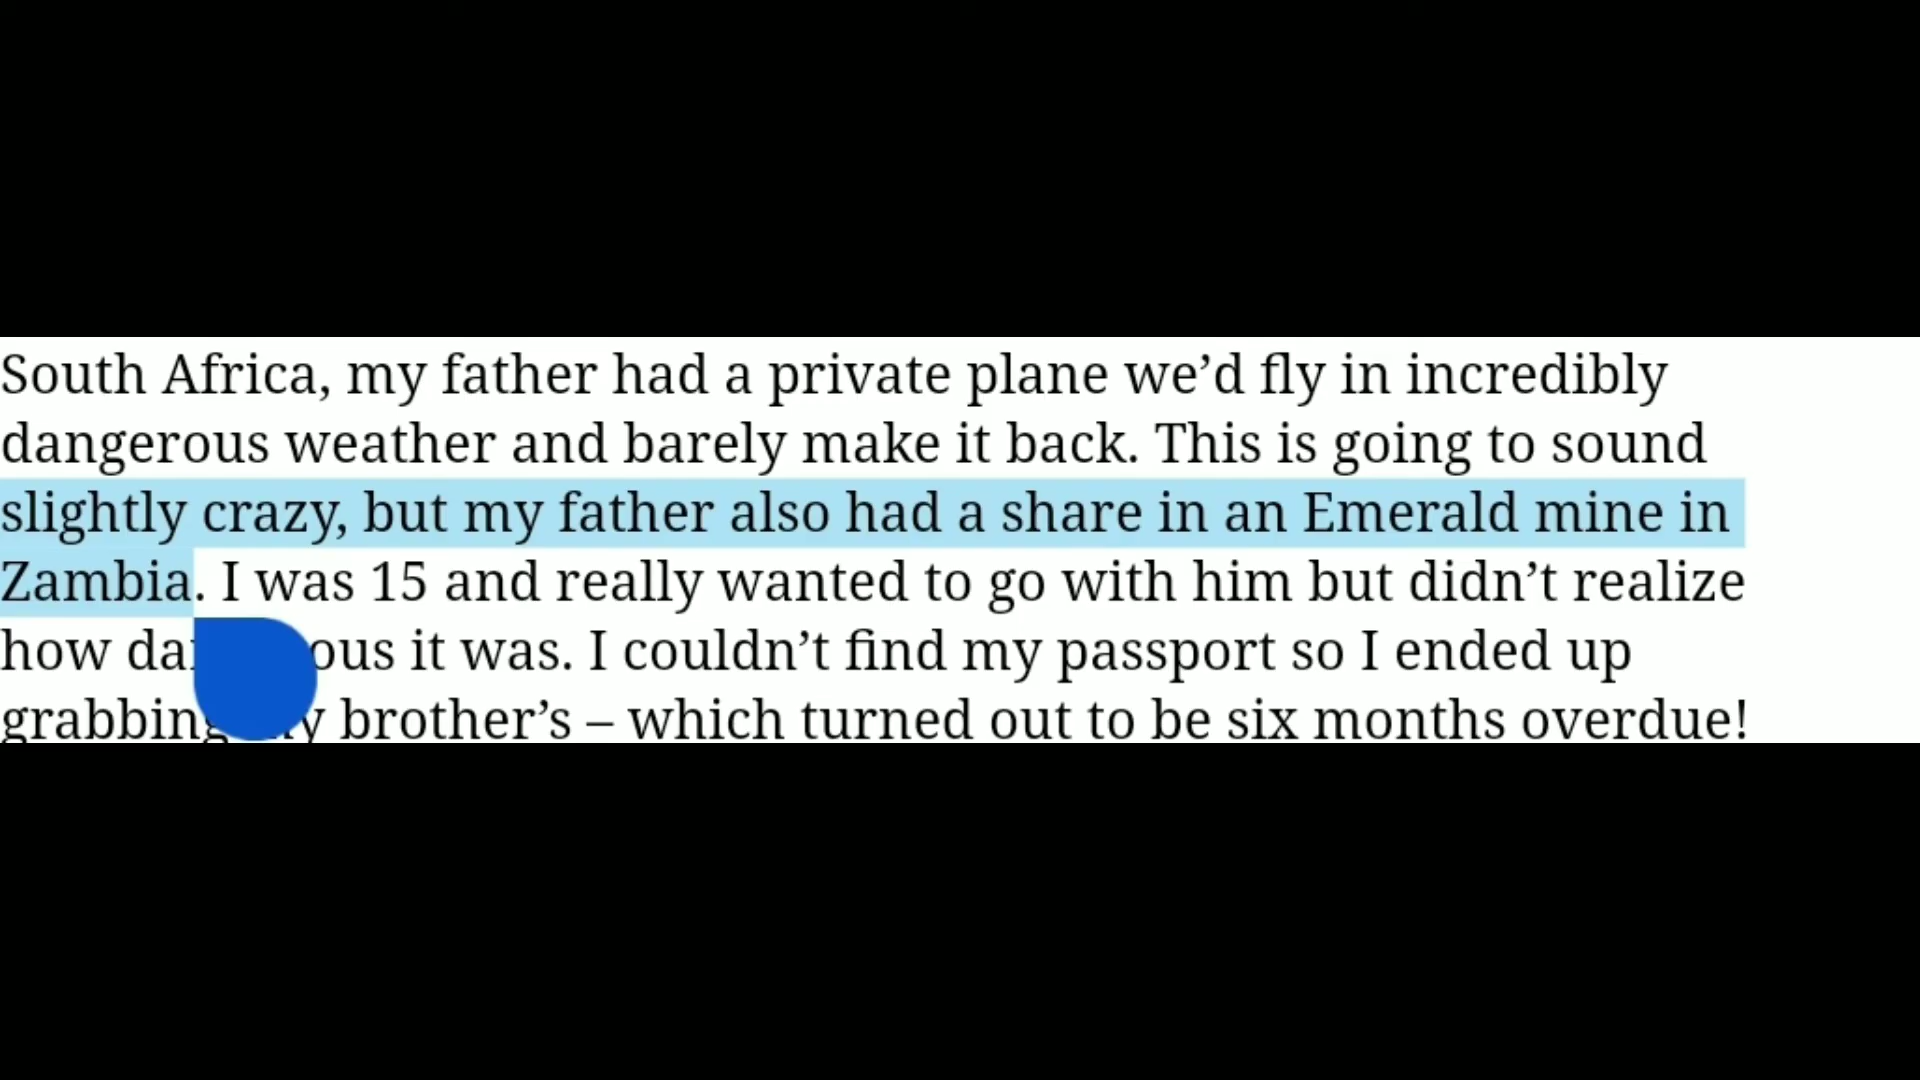 South Africa, my father had a private plane we’d fly in incredibly
dangerous weather and barely make it back. This is going to sound
slightly crazy, but my father also had a share in an Emerald mine in
Zambia. I was 15 and really wanted to go with him but didn’t realize
how it was. I couldn’t find my passport so I ended up
grabbing brother’s – which turned out to be six months overdue!